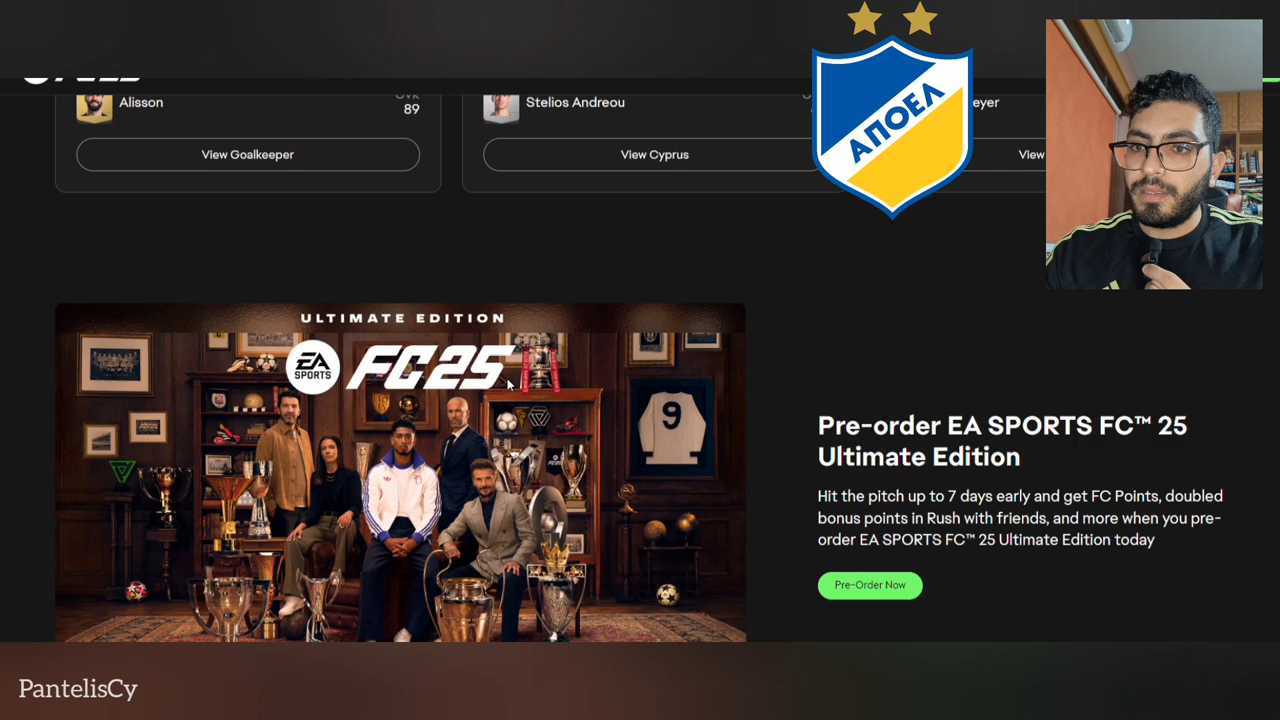 Alisson
89
View Goalkeeper
Stelios Andreou
View Cyprus
View
ΑΠΟΕΛ
ULTIMATE EDITION
EA
SPORTS
FC25
9
Pre-order EA SPORTS FC™ 25
Ultimate Edition
Hit the pitch up to 7 days early and get FC Points, doubled
bonus points in Rush with friends, and more when you pre-
order EA SPORTS FC™ 25 Ultimate Edition today
Pre-Order Now
PantelisCy